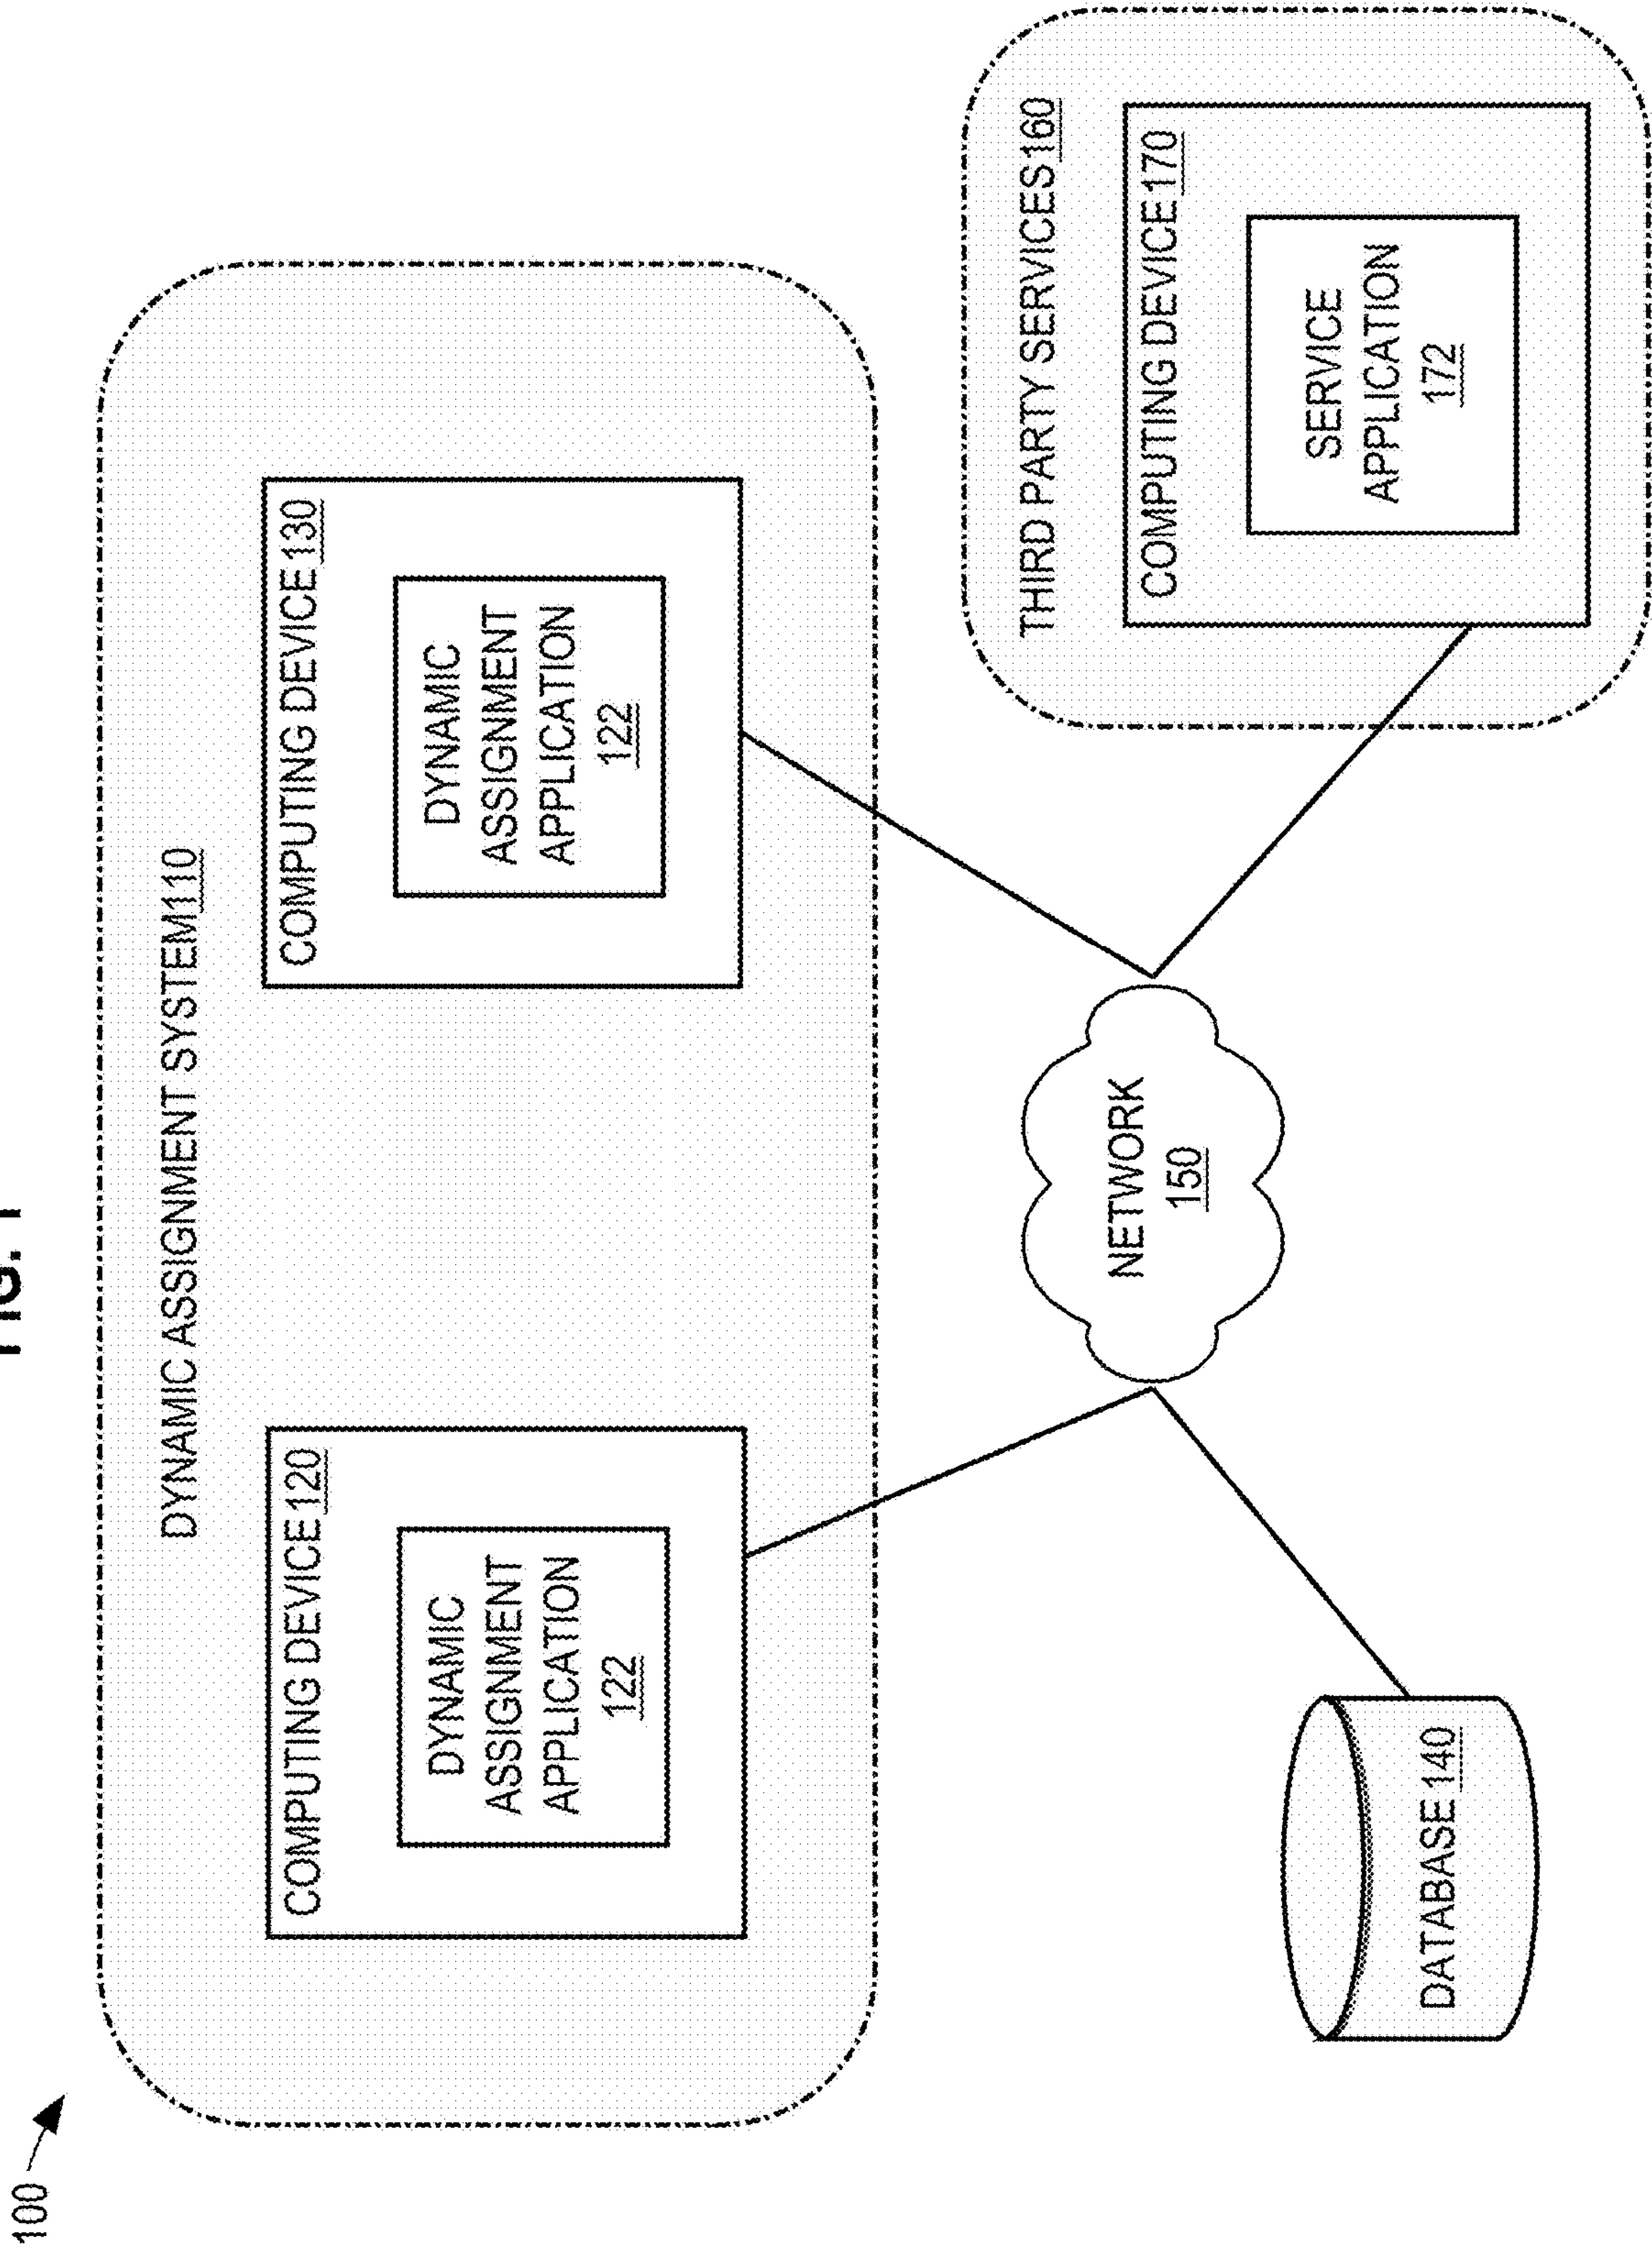 FIG. 1
100
DYNAMIC ASSIGNMENT SYSTEM 110
COMPUTING DEVICE 120
DYNAMIC
ASSIGNMENT
APPLICATION
122
COMPUTING DEVICE 130
DYNAMIC
ASSIGNMENT
APPLICATION
122
NETWORK
150
DATABASE 140
THIRD PARTY SERVICES 160
COMPUTING DEVICE 170
SERVICE
APPLICATION
172